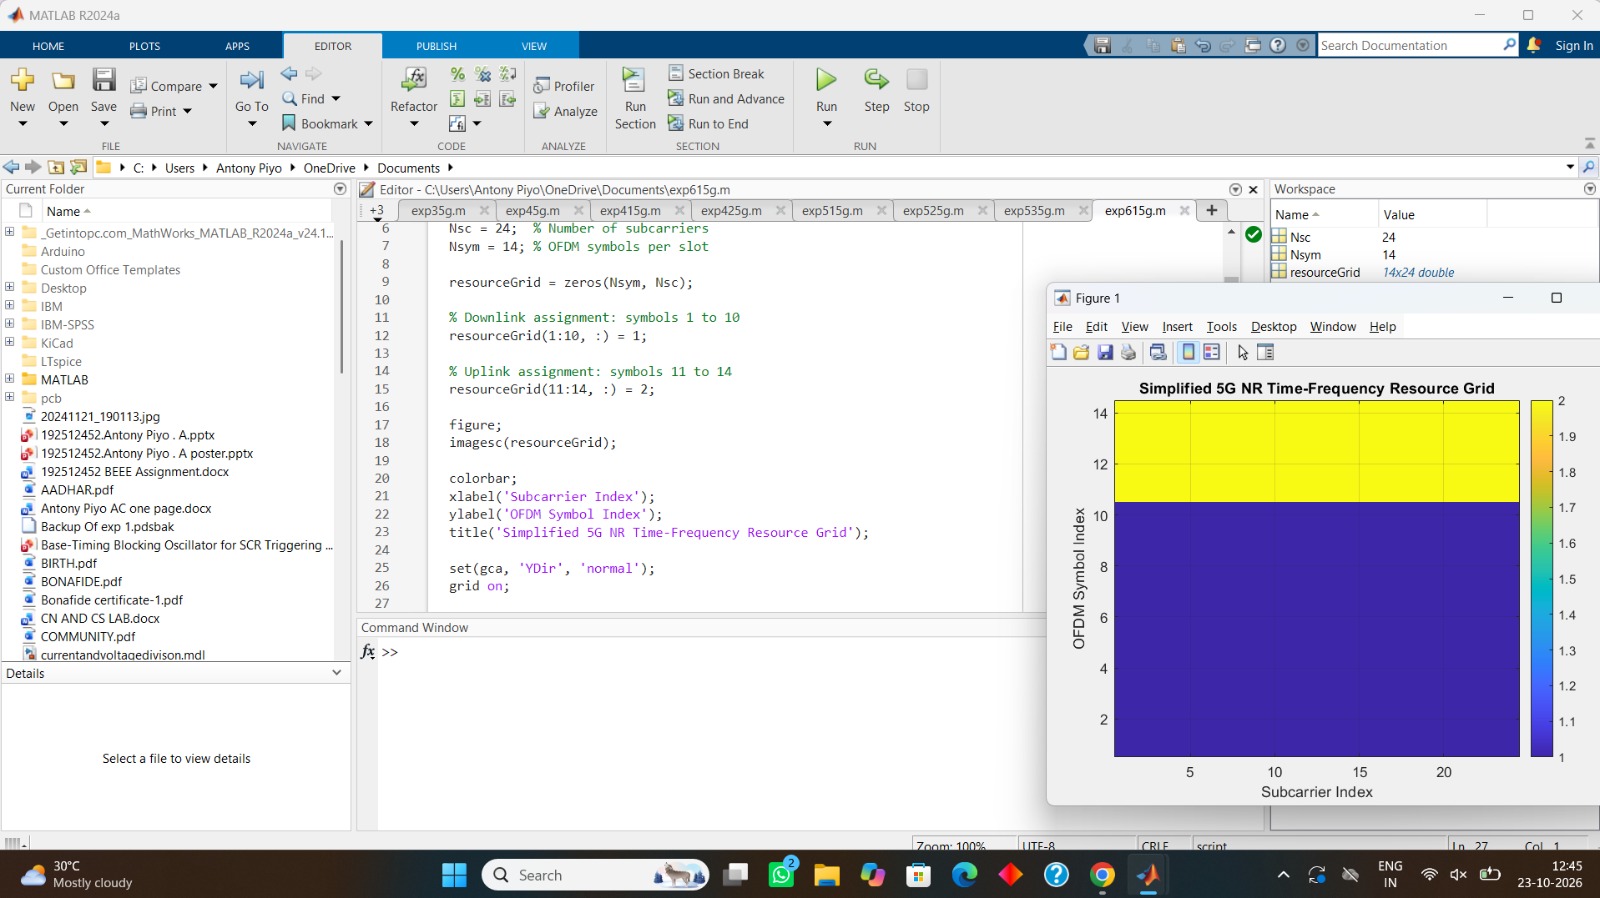 MATLAB R2024a
HOME PLOTS APPS EDITOR PUBLISH VIEW
Search Documentation
Sign In
New
Open
Save
Compare
Print
FILE
Go To
Find
Bookmark
NAVIGATE
Refactor
CODE
Profiler
Analyze
ANALYZE
Run Section
Section Break
Run and Advance
Run to End
SECTION
Run
Step
Stop
RUN
C: Users Antony Piyo OneDrive Documents
Current Folder
Name
_Getintopc.com_MathWorks_MATLAB_R2024a_v24.1...
Arduino
Custom Office Templates
Desktop
IBM
IBM-SPSS
KiCad
LTspice
MATLAB
pcb
20241121_190113.jpg
192512452.Antony Piyo . A.pptx
192512452.Antony Piyo . A poster.pptx
192512452 BEEE Assignment.docx
AADHAR.pdf
Antony Piyo AC one page.docx
Backup Of exp 1.pdsbak
Base-Timing Blocking Oscillator for SCR Triggering ...
BIRTH.pdf
BONAFIDE.pdf
Bonafide certificate-1.pdf
CN AND CS LAB.docx
COMMUNITY.pdf
currentandvoltagedivison.mdl
Details
Select a file to view details
Editor - C:\Users\Antony Piyo\OneDrive\Documents\exp615g.m
+3 exp35g.m exp45g.m exp415g.m exp425g.m exp515g.m exp525g.m exp535g.m exp615g.m
6 Nsc = 24; % Number of subcarriers
7 Nsym = 14; % OFDM symbols per slot
8
9 resourceGrid = zeros(Nsym, Nsc);
10
11 % Downlink assignment: symbols 1 to 10
12 resourceGrid(1:10, :) = 1;
13
14 % Uplink assignment: symbols 11 to 14
15 resourceGrid(11:14, :) = 2;
16
17 figure;
18 imagesc(resourceGrid);
19
20 colorbar;
21 xlabel('Subcarrier Index');
22 ylabel('OFDM Symbol Index');
23 title('Simplified 5G NR Time-Frequency Resource Grid');
24
25 set(gca, 'YDir', 'normal');
26 grid on;
27
Command Window
fx >>
Workspace
Name Value
Nsc 24
Nsym 14
resourceGrid 14x24 double
Figure 1
File Edit View Insert Tools Desktop Window Help
Simplified 5G NR Time-Frequency Resource Grid
14
12
10
8
6
4
2
OFDM Symbol Index
5 10 15 20
Subcarrier Index
2
1.9
1.8
1.7
1.6
1.5
1.4
1.3
1.2
1.1
1
Zoom: 100% UTF-8 CRLF script Ln 27 Col 1
30°C
Mostly cloudy
Search
2
ENG
IN
12:45
23-10-2026